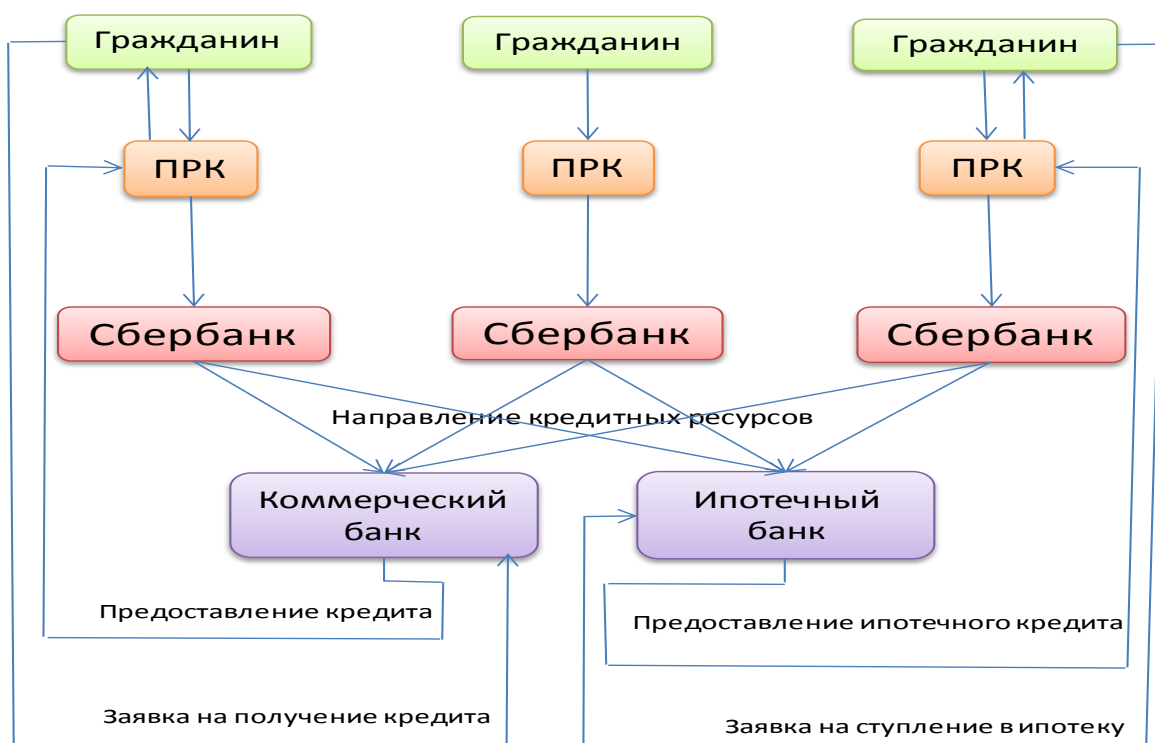 Гражданин
Гражданин
Гражданин
ПРК
ПРК
ПРК
Сбербанк
Сбербанк
Сбербанк
Направление кредитных ресурсов
Коммерческий
банк
Ипотечный
банк
Предоставление кредита
Предоставление ипотечного кредита
Заявка на получение кредита
Заявка на ступление в ипотеку